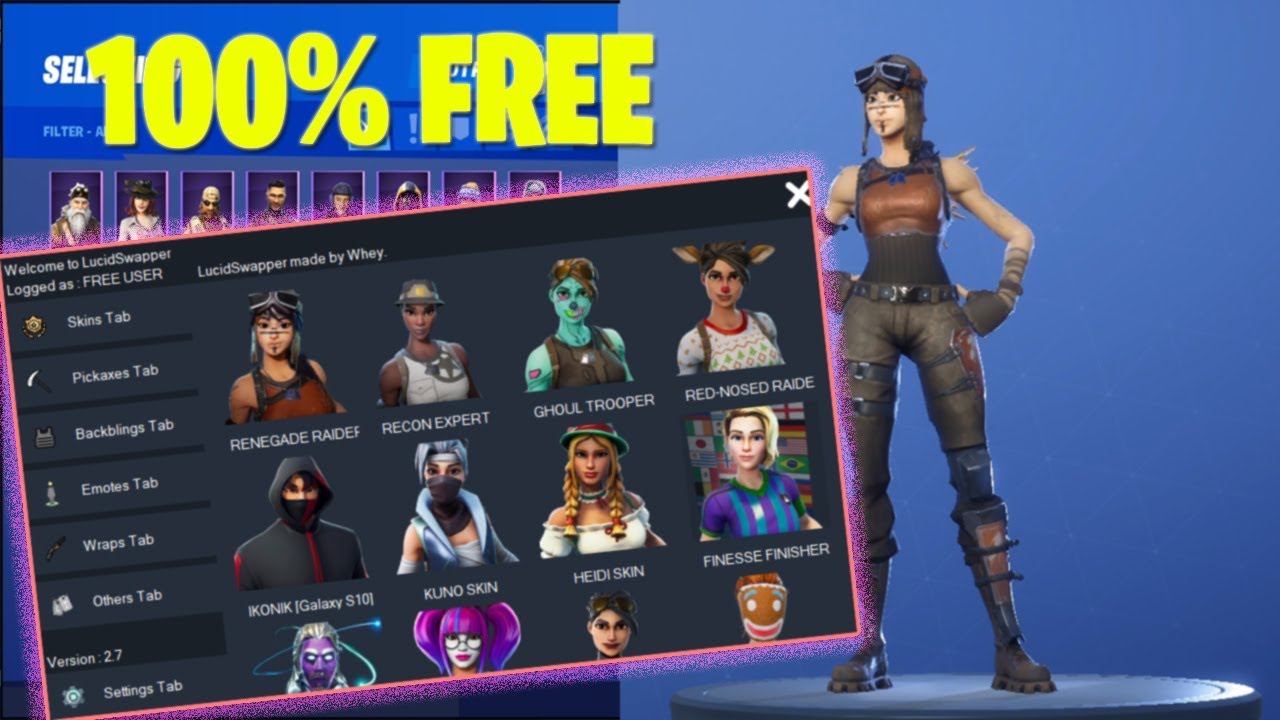 100% FREE
SEL
FILTER - A
Welcome to LucidSwapper
Logged as : FREE USER
LucidSwapper made by Whey.
Skins Tab
Pickaxes Tab
Backblings Tab
Emotes Tab
Wraps Tab
Others Tab
Version : 2.7
Settings Tab
RENEGADE RAIDER
RECON EXPERT
GHOUL TROOPER
RED-NOSED RAIDE
IKONIK [Galaxy S10]
KUNO SKIN
HEIDI SKIN
FINESSE FINISHER